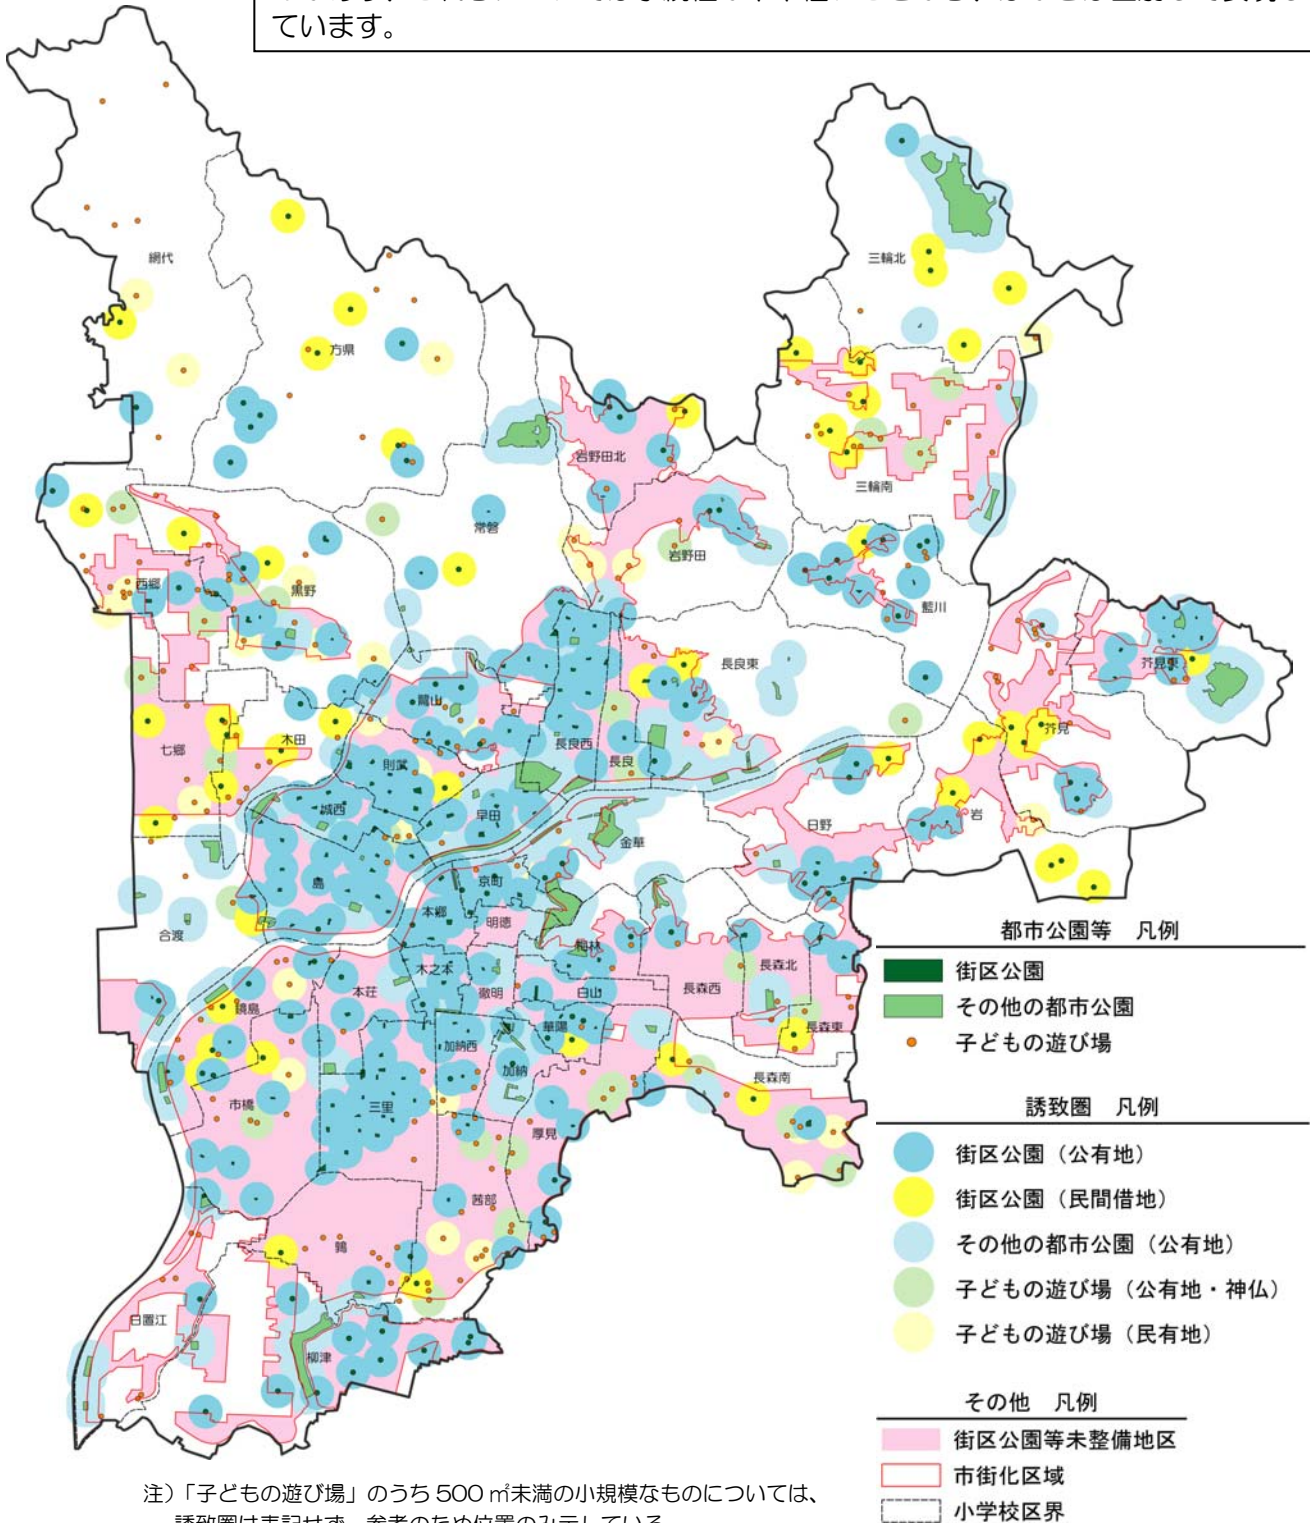 ています。
網代
方県
三輪北
岩野田北
三輪南
常磐
岩野田
西郷
黒野
藍川
長良東
芥見東
鷺山
七郷
木田
長良西
長良
芥見
則武
城西
早田
金華
日野
岩
島
京町
本郷
明徳
合渡
梅林
木之本
徹明
白山
長森西
長森北
本荘
鏡島
華陽
長森東
加納西
加納
長森南
市橋
三里
厚見
茜部
鶉
日置江
柳津
都市公園等 凡例
街区公園
その他の都市公園
子どもの遊び場
誘致圏 凡例
街区公園（公有地）
街区公園（民間借地）
その他の都市公園（公有地）
子どもの遊び場（公有地・神仏）
子どもの遊び場（民有地）
その他 凡例
街区公園等未整備地区
市街化区域
小学校区界
注）「子どもの遊び場」のうち 500 ㎡未満の小規模なものについては、